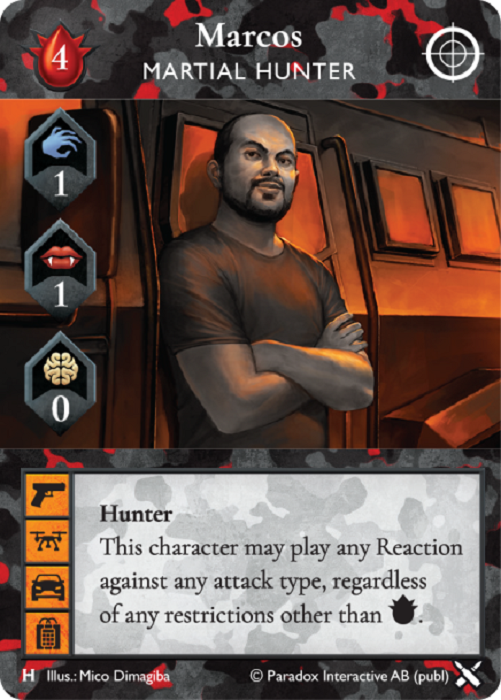 Marcos
4
MARTIAL HUNTER
1
1
0
Hunter
This character may play any Reaction
against any attack type, regardless
of any restrictions other than .
H Illus.: Mico Dimagiba © Paradox Interactive AB (publ)